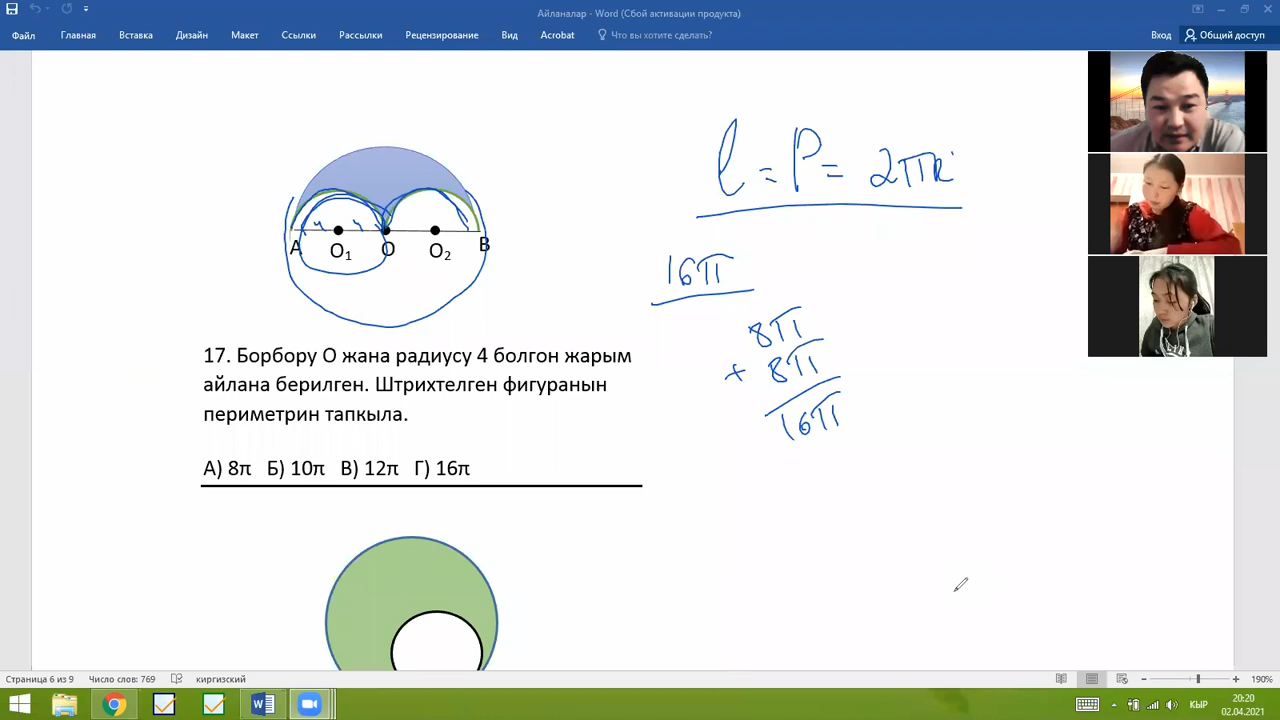 Айланалар - Word (Сбой активации продукта)
Файл Главная Вставка Дизайн Макет Ссылки Рассылки Рецензирование Вид Acrobat Что вы хотите сделать? Вход Общий доступ
l = P = 2πR
4 4
A O₁ O O₂ B
16π
8π
+ 8π
16π
17. Борбору О жана радиусу 4 болгон жарым
айлана берилген. Штрихтелген фигуранын
периметрин тапкыла.
А) 8π Б) 10π В) 12π Г) 16π
Страница 6 из 9 Число слов: 769 киргизский 190%
КЫР
20:20
02.04.2021